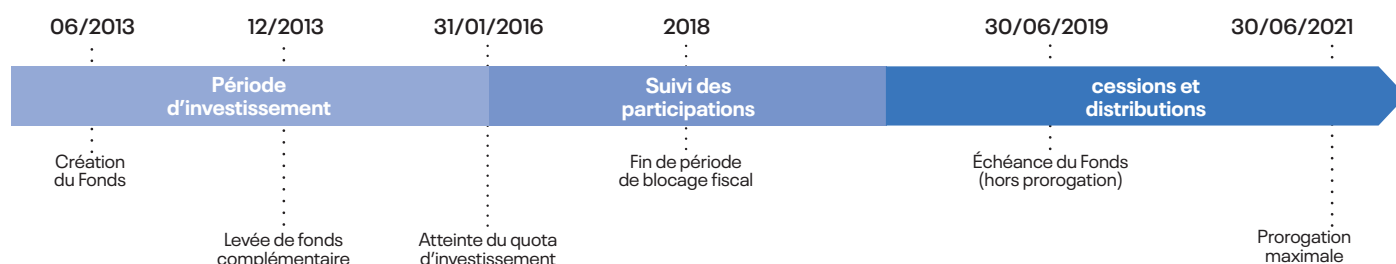 06/2013
12/2013
31/01/2016
2018
30/06/2019
30/06/2021
Période
d'investissement
Suivi des
participations
cessions et
distributions
Création
du Fonds
Levée de fonds
complémentaire
Atteinte du quota
d'investissement
Fin de période
de blocage fiscal
Échéance du Fonds
(hors prorogation)
Prorogation
maximale